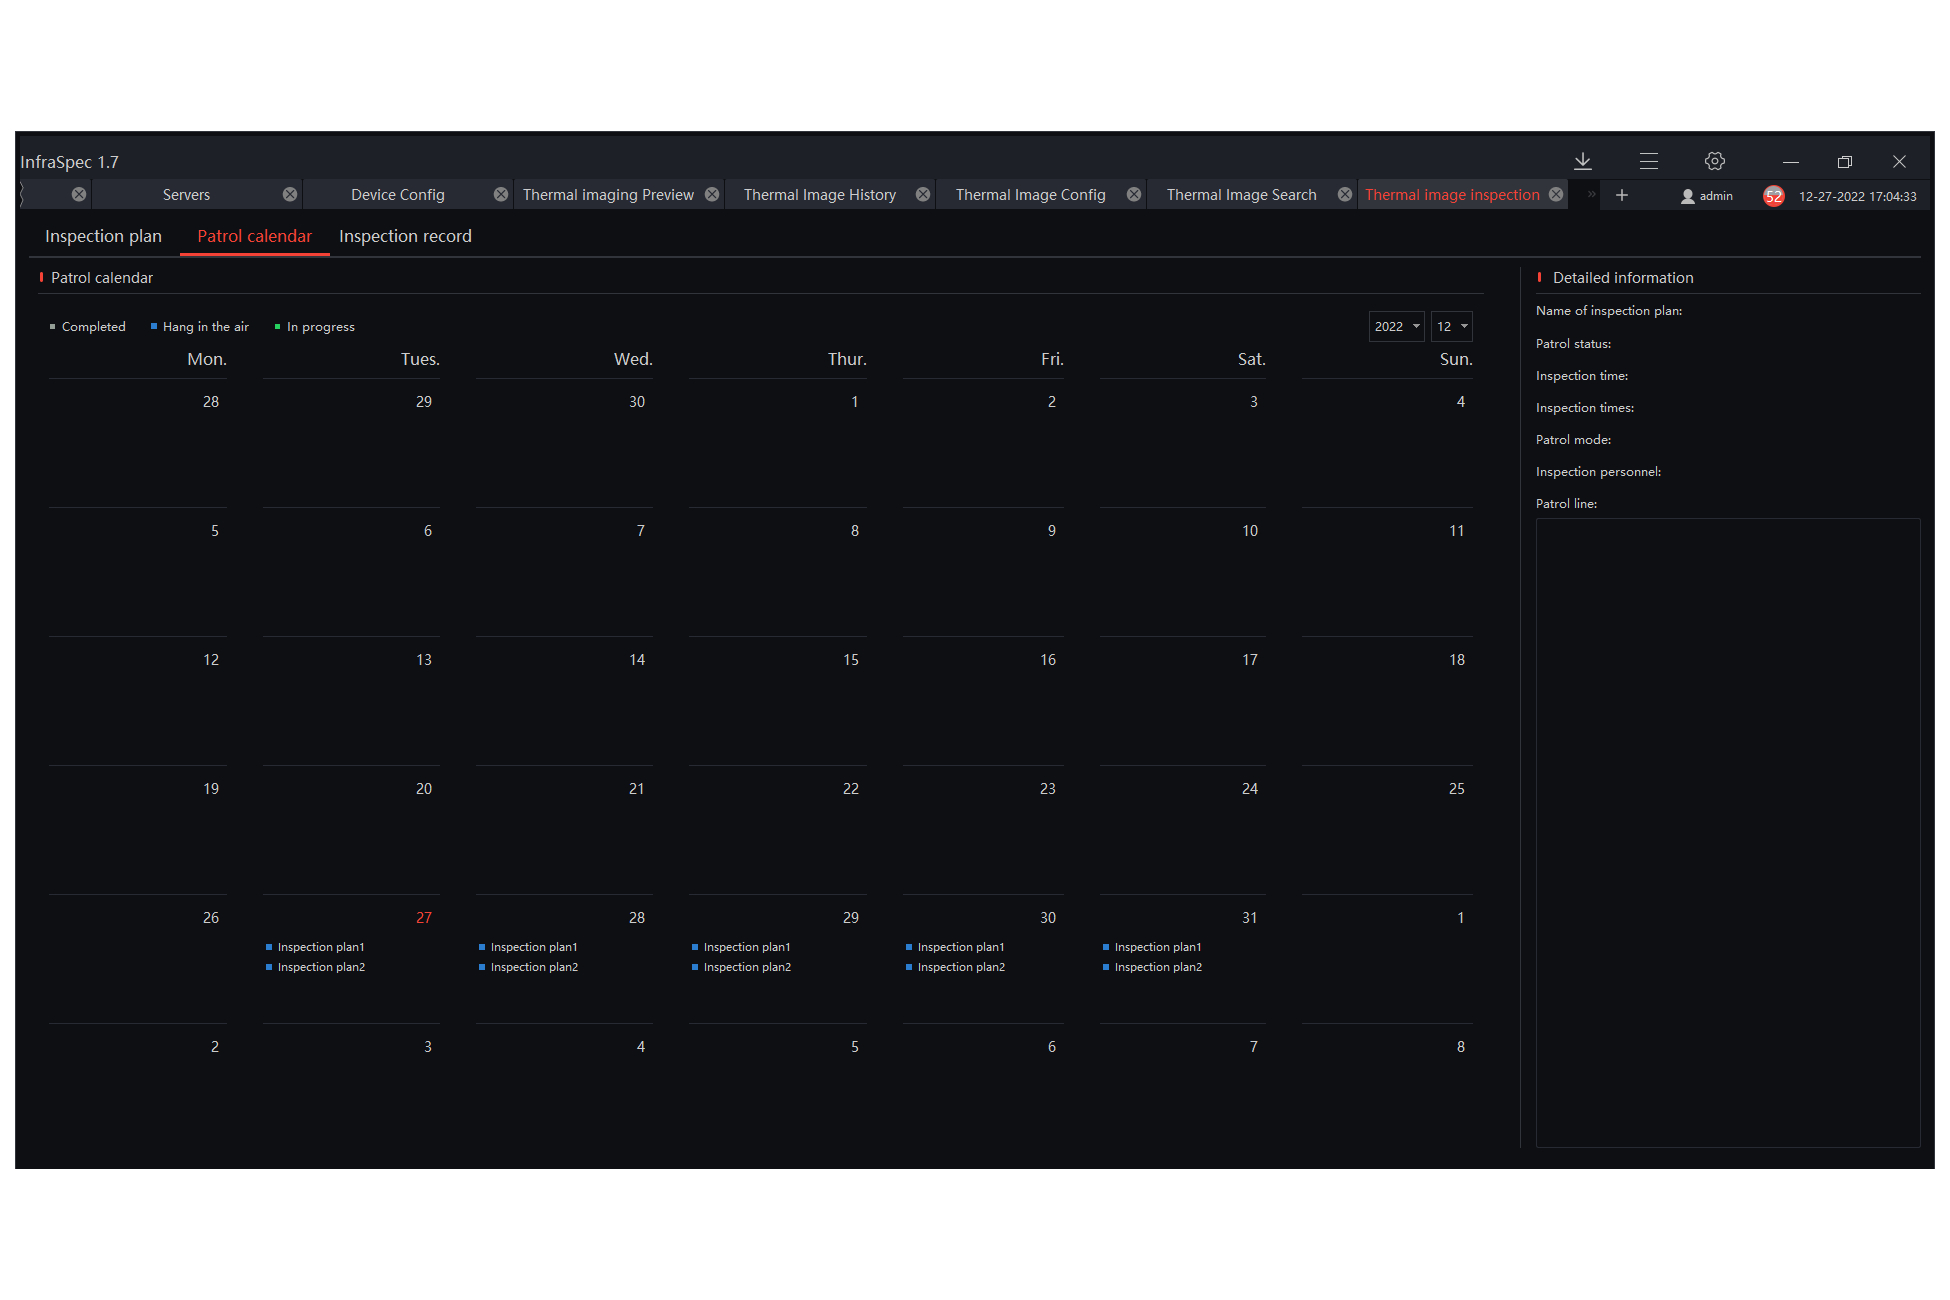 InfraSpec 1.7
Servers Device Config Thermal imaging Preview Thermal Image History Thermal Image Config Thermal Image Search Thermal image inspection » + admin 52 12-27-2022 17:04:33
Inspection plan Patrol calendar Inspection record
Patrol calendar
Completed Hang in the air In progress 2022 12
Mon. Tues. Wed. Thur. Fri. Sat. Sun.
28 29 30 1 2 3 4
5 6 7 8 9 10 11
12 13 14 15 16 17 18
19 20 21 22 23 24 25
26 27 28 29 30 31 1
Inspection plan1 Inspection plan1 Inspection plan1 Inspection plan1 Inspection plan1
Inspection plan2 Inspection plan2 Inspection plan2 Inspection plan2 Inspection plan2
2 3 4 5 6 7 8
Detailed information
Name of inspection plan:
Patrol status:
Inspection time:
Inspection times:
Patrol mode:
Inspection personnel:
Patrol line: